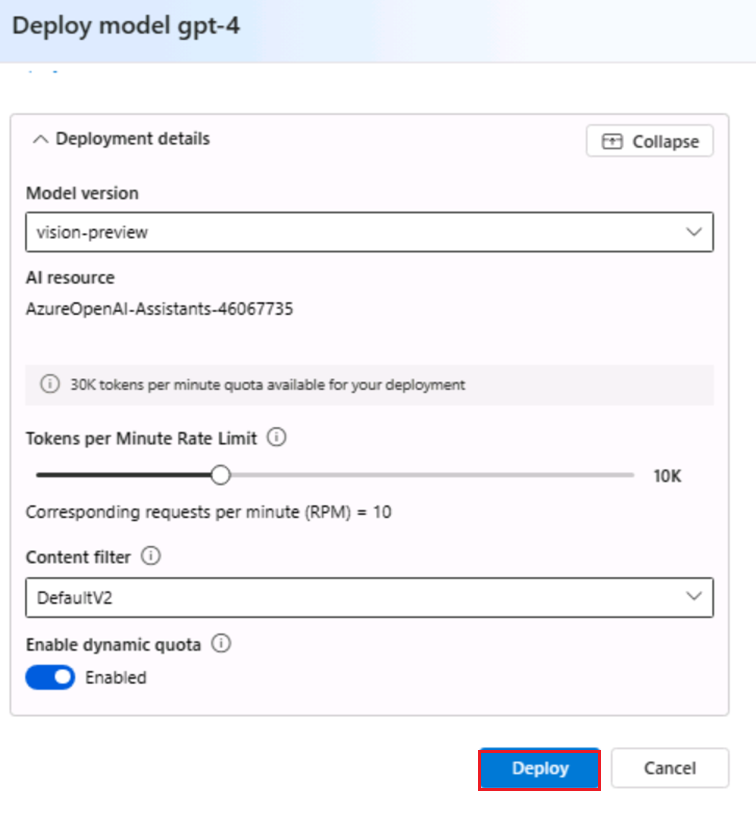 Deploy model gpt-4
Deployment details
Collapse
Model version
vision-preview
AI resource
AzureOpenAI-Assistants-46067735
30K tokens per minute quota available for your deployment
Tokens per Minute Rate Limit
10K
Corresponding requests per minute (RPM) = 10
Content filter
DefaultV2
Enable dynamic quota
Enabled
Deploy
Cancel